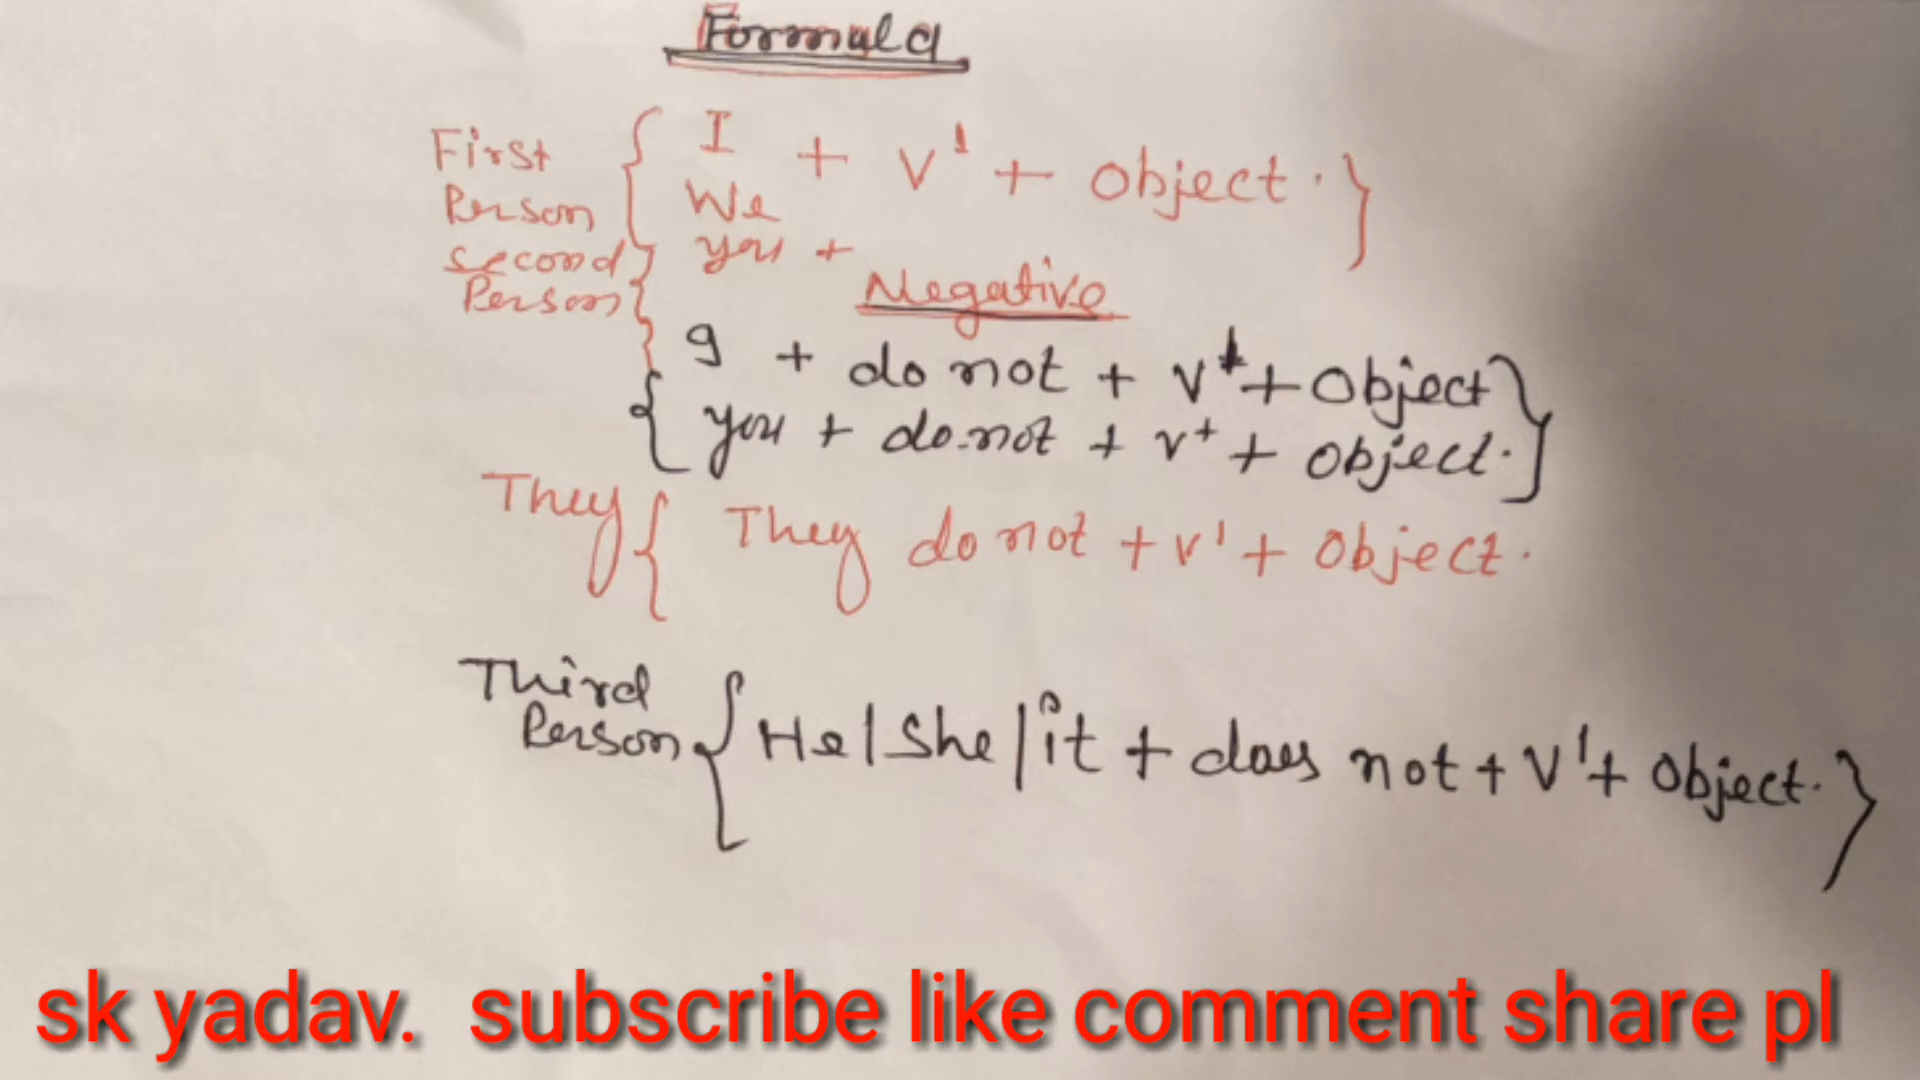 Formula
First Person { I We + V¹ + Object. }
Second Person { you +
Negative
I + do not + V¹ + Object
you + do not + V¹ + Object.
They { They do not + V¹ + Object.
Third Person { He/She/it + does not + V¹ + Object. }
sk yadav. subscribe like comment share pl